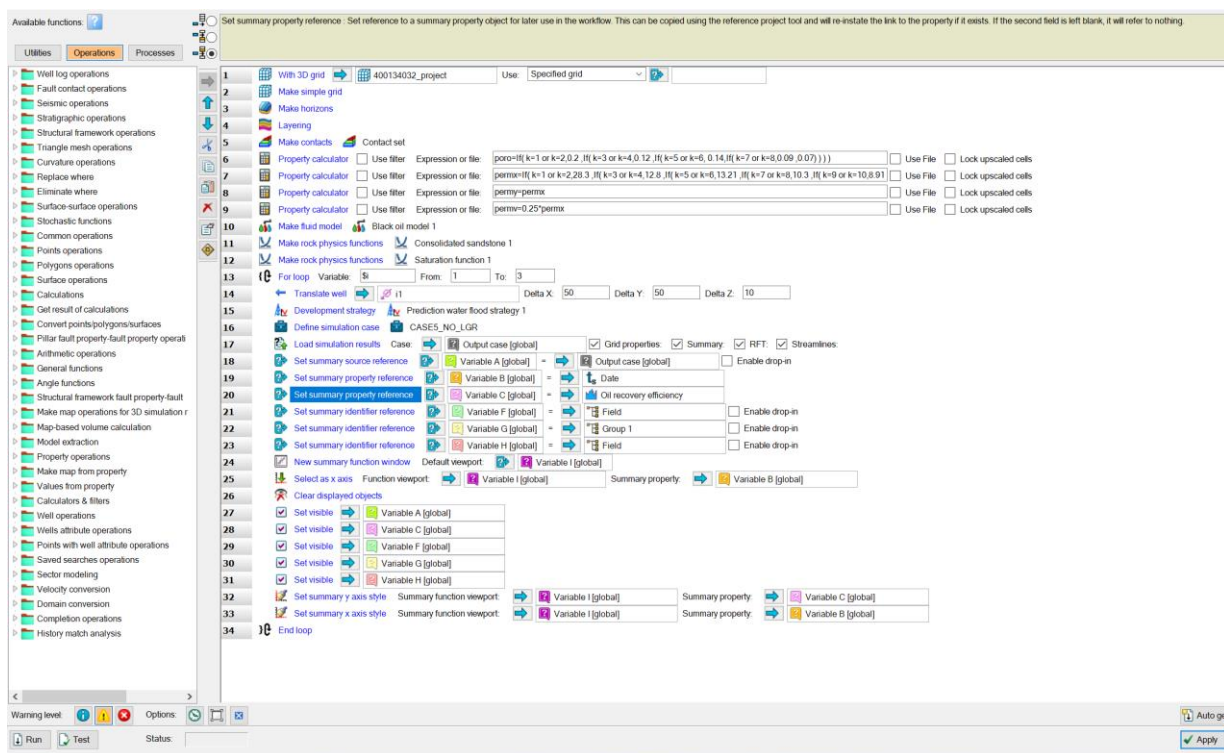 Available functions:
Set summary property reference : Set reference to a summary property object for later use in the workflow. This can be copied using the reference project tool and will re-instate the link to the property if it exists. If the second field is left blank, it will refer to nothing.
Utilities Operations Processes
Well log operations
Fault contact operations
Seismic operations
Stratigraphic operations
Structural framework operations
Triangle mesh operations
Curvature operations
Replace where
Eliminate where
Surface-surface operations
Stochastic functions
Common operations
Points operations
Polygons operations
Surface operations
Calculations
Get result of calculations
Convert points/polygons/surfaces
Pillar fault property-fault property operati
Arithmetic operations
General functions
Angle functions
Structural framework fault property-fault
Make map operations for 3D simulation r
Map-based volume calculation
Model extraction
Property operations
Make map from property
Values from property
Calculators & filters
Well operations
Wells attribute operations
Points with well attribute operations
Saved searches operations
Sector modeling
Velocity conversion
Domain conversion
Completion operations
History match analysis
1 With 3D grid 400134032_project Use: Specified grid
2 Make simple grid
3 Make horizons
4 Layering
5 Make contacts Contact set
6 Property calculator Use filter Expression or file: poro=If( k=1 or k=2,0.2 ,If( k=3 or k=4,0.12 ,If( k=5 or k=6, 0.14,If( k=7 or k=8,0.09 ,0.07) ) ) ) Use File Lock upscaled cells
7 Property calculator Use filter Expression or file: permx=If( k=1 or k=2,28.3 ,If( k=3 or k=4,12.8 ,If( k=5 or k=6,13.21 ,If( k=7 or k=8,10.3 ,If( k=9 or k=10,8.91 Use File Lock upscaled cells
8 Property calculator Use filter Expression or file: permy=permx Use File Lock upscaled cells
9 Property calculator Use filter Expression or file: permv=0.25*permx Use File Lock upscaled cells
10 Make fluid model Black oil model 1
11 Make rock physics functions Consolidated sandstone 1
12 Make rock physics functions Saturation function 1
13 For loop Variable: $i From: 1 To: 3
14 Translate well i1 Delta X: 50 Delta Y: 50 Delta Z: 10
15 Development strategy Prediction water flood strategy 1
16 Define simulation case CASE5_NO_LGR
17 Load simulation results Case: Output case [global] Grid properties: Summary: RFT: Streamlines:
18 Set summary source reference Variable A [global] = Output case [global] Enable drop-in
19 Set summary property reference Variable B [global] = Date
20 Set summary property reference Variable C [global] = Oil recovery efficiency
21 Set summary identifier reference Variable F [global] = Field Enable drop-in
22 Set summary identifier reference Variable G [global] = Group 1 Enable drop-in
23 Set summary identifier reference Variable H [global] = Field Enable drop-in
24 New summary function window Default viewport: Variable I [global]
25 Select as x axis Function viewport: Variable I [global] Summary property: Variable B [global]
26 Clear displayed objects
27 Set visible Variable A [global]
28 Set visible Variable C [global]
29 Set visible Variable F [global]
30 Set visible Variable G [global]
31 Set visible Variable H [global]
32 Set summary y axis style Summary function viewport: Variable I [global] Summary property: Variable C [global]
33 Set summary x axis style Summary function viewport: Variable I [global] Summary property: Variable B [global]
34 End loop
Warning level: Options: Auto ge
Run Test Status: Apply